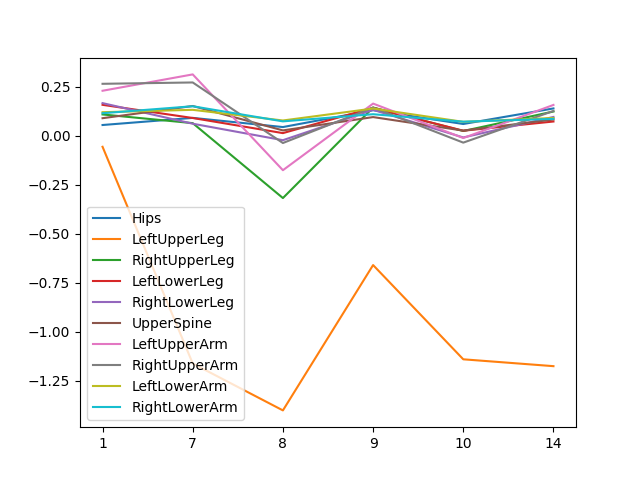 0.25
0.00
−0.25
−0.50
−0.75
−1.00
−1.25
Hips
LeftUpperLeg
RightUpperLeg
LeftLowerLeg
RightLowerLeg
UpperSpine
LeftUpperArm
RightUpperArm
LeftLowerArm
RightLowerArm
1 7 8 9 10 14